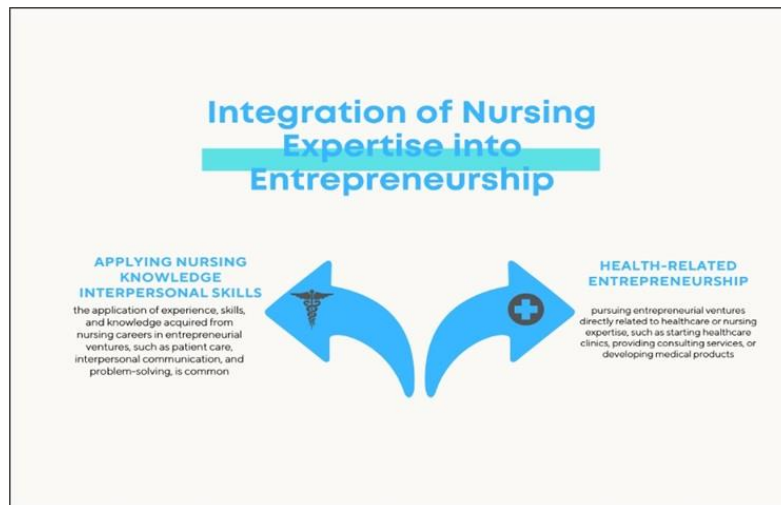 Integration of Nursing
Expertise into
Entrepreneurship
APPLYING NURSING
KNOWLEDGE
INTERPERSONAL SKILLS
the application of experience, skills,
and knowledge acquired from
nursing careers in entrepreneurial
ventures, such as patient care,
interpersonal communication, and
problem-solving, is common
HEALTH-RELATED
ENTREPRENEURSHIP
pursuing entrepreneurial ventures
directly related to healthcare or nursing
expertise, such as starting healthcare
clinics, providing consulting services, or
developing medical products